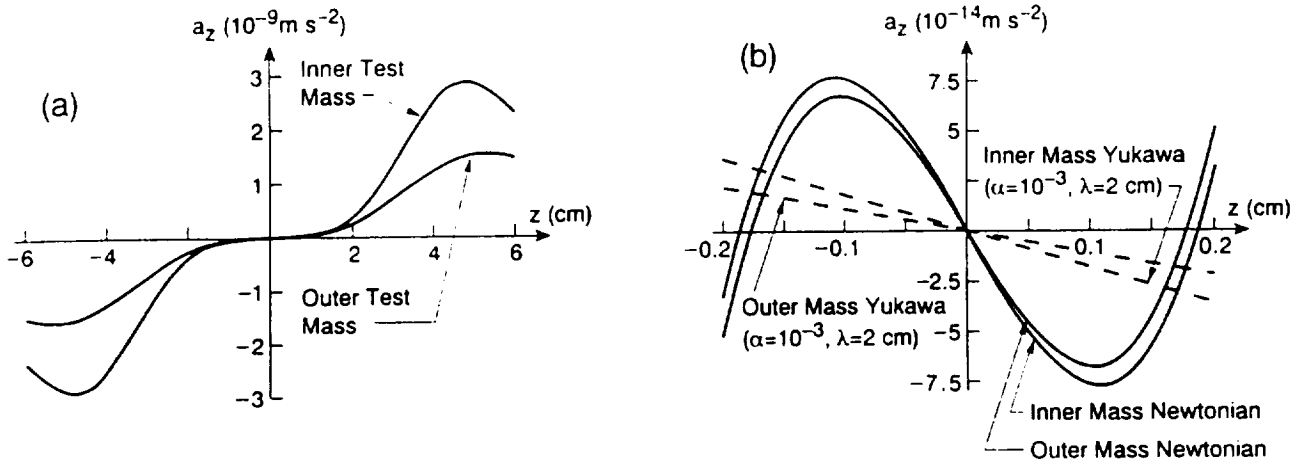 a_z (10⁻⁹m s⁻²)
(a)
Inner Test
Mass
3
2
1
z (cm)
-6
-4
-2
2
4
6
-1
-2
-3
Outer Test
Mass
a_z (10⁻¹⁴m s⁻²)
(b)
7.5
5
2.5
Inner Mass Yukawa
(α=10⁻³, λ=2 cm)
z (cm)
-0.2
-0.1
0.1
0.2
-2.5
-5
-7.5
Outer Mass Yukawa
(α=10⁻³, λ=2 cm)
Inner Mass Newtonian
Outer Mass Newtonian